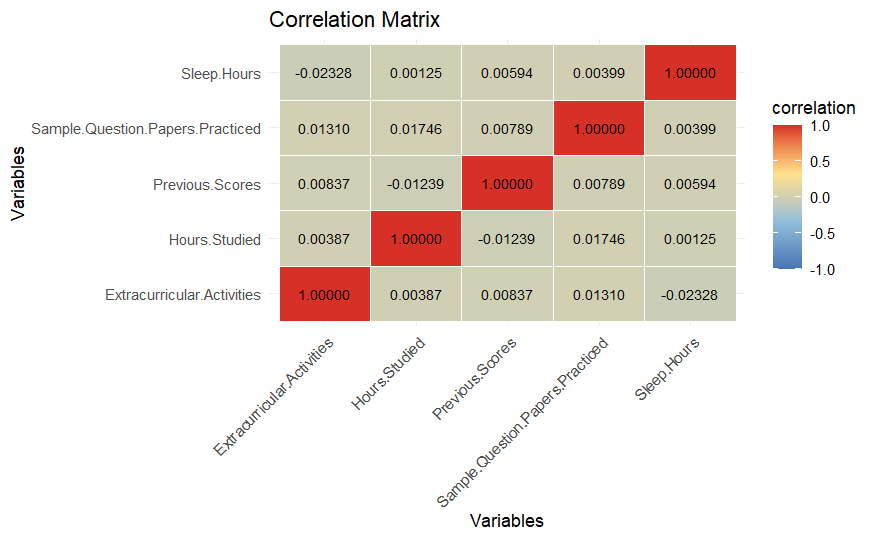 Correlation Matrix
Variables
Sleep.Hours
-0.02328 0.00125 0.00594 0.00399 1.00000
Sample.Question.Papers.Practiced
0.01310 0.01746 0.00789 1.00000 0.00399
Previous.Scores
0.00837 -0.01239 1.00000 0.00789 0.00594
Hours.Studied
0.00387 1.00000 -0.01239 0.01746 0.00125
Extracurricular.Activities
1.00000 0.00387 0.00837 0.01310 -0.02328
Extracurricular.Activities
Hours.Studied
Previous.Scores
Sample.Question.Papers.Practiced
Sleep.Hours
Variables
correlation
1.0
0.5
0.0
-0.5
-1.0